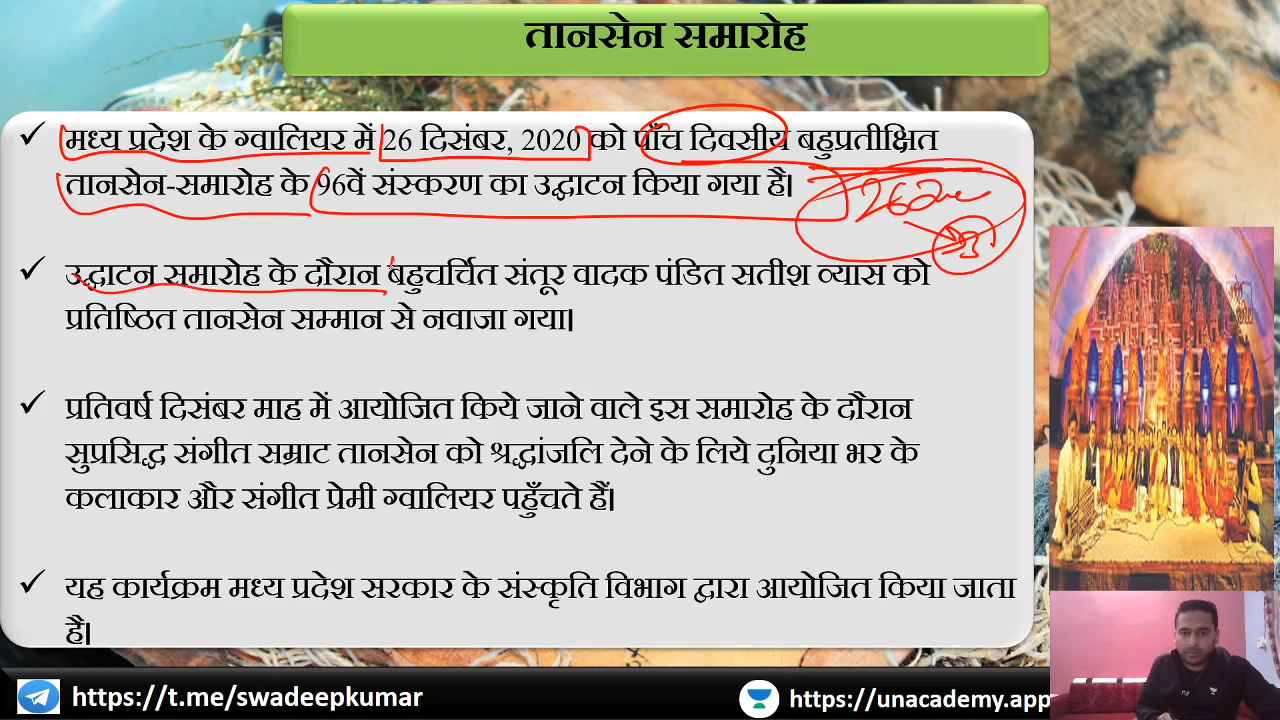 तानसेन समारोह
✓ मध्य प्रदेश के ग्वालियर में 26 दिसंबर, 2020 को पाँच दिवसीय बहुप्रतीक्षित
तानसेन-समारोह के 96वें संस्करण का उद्घाटन किया गया है।
✓ उद्घाटन समारोह के दौरान बहुचर्चित संतूर वादक पंडित सतीश व्यास को
प्रतिष्ठित तानसेन सम्मान से नवाजा गया।
✓ प्रतिवर्ष दिसंबर माह में आयोजित किये जाने वाले इस समारोह के दौरान
सुप्रसिद्ध संगीत सम्राट तानसेन को श्रद्धांजलि देने के लिये दुनिया भर के
कलाकार और संगीत प्रेमी ग्वालियर पहुँचते हैं।
✓ यह कार्यक्रम मध्य प्रदेश सरकार के संस्कृति विभाग द्वारा आयोजित किया जाता
है।
https://t.me/swadeepkumar
https://unacademy.app